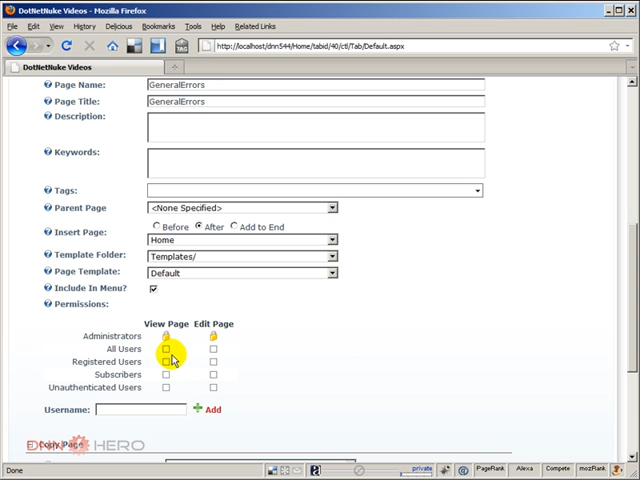 DotNetNuke Videos - Mozilla Firefox
File Edit View History Delicious Bookmarks Tools Help Related Links
TAG
http://localhost/dnn544/Home/tabid/40/ctl/Tab/Default.aspx
DotNetNuke Videos
Page Name: GeneralErrors
Page Title: GeneralErrors
Description:
Keywords:
Tags:
Parent Page <None Specified>
Insert Page: Before After Add to End
Home
Template Folder: Templates/
Page Template: Default
Include In Menu?
Permissions:
View Page Edit Page
Administrators
All Users
Registered Users
Subscribers
Unauthenticated Users
Username: Add
DNN HERO
Copy Page
Done private PageRank Alexa Compete mozRank